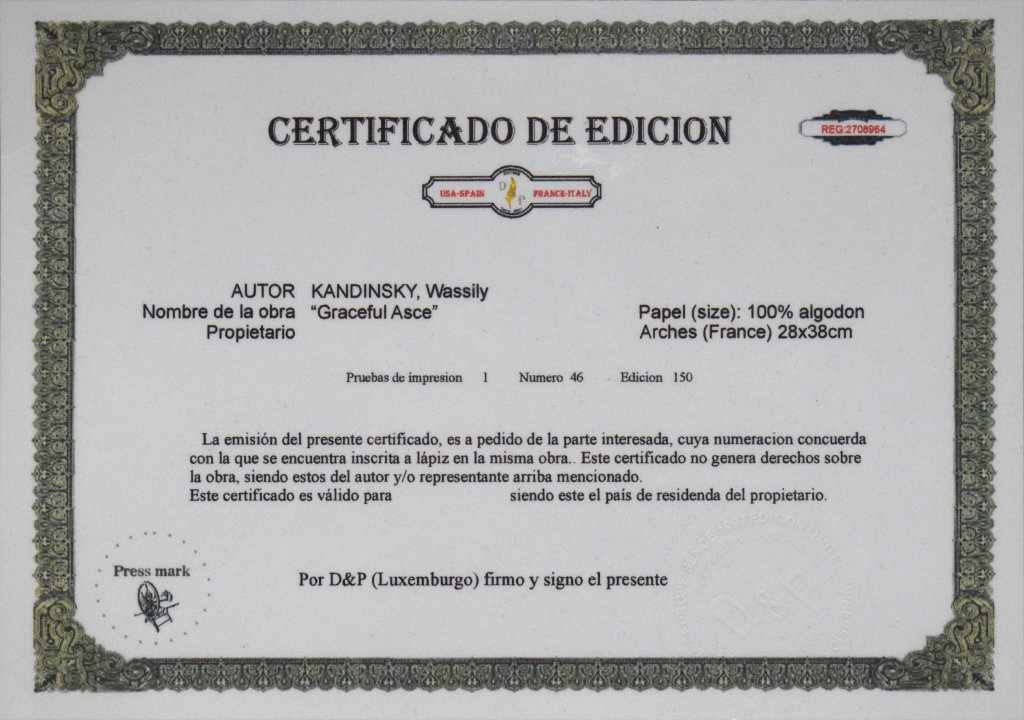 CERTIFICADO DE EDICION
REG:2708964
USA-SPAIN D P FRANCE-ITALY
AUTOR KANDINSKY, Wassily
Nombre de la obra “Graceful Asce”
Propietario
Papel (size): 100% algodon
Arches (France) 28x38cm
Pruebas de impresion 1 Numero 46 Edicion 150
La emisión del presente certificado, es a pedido de la parte interesada, cuya numeracion concuerda
con la que se encuentra inscrita a lápiz en la misma obra.. Este certificado no genera derechos sobre
la obra, siendo estos del autor y/o representante arriba mencionado.
Este certificado es válido para siendo este el país de residenda del propietario.
Press mark
Por D&P (Luxemburgo) firmo y signo el presente
D & P